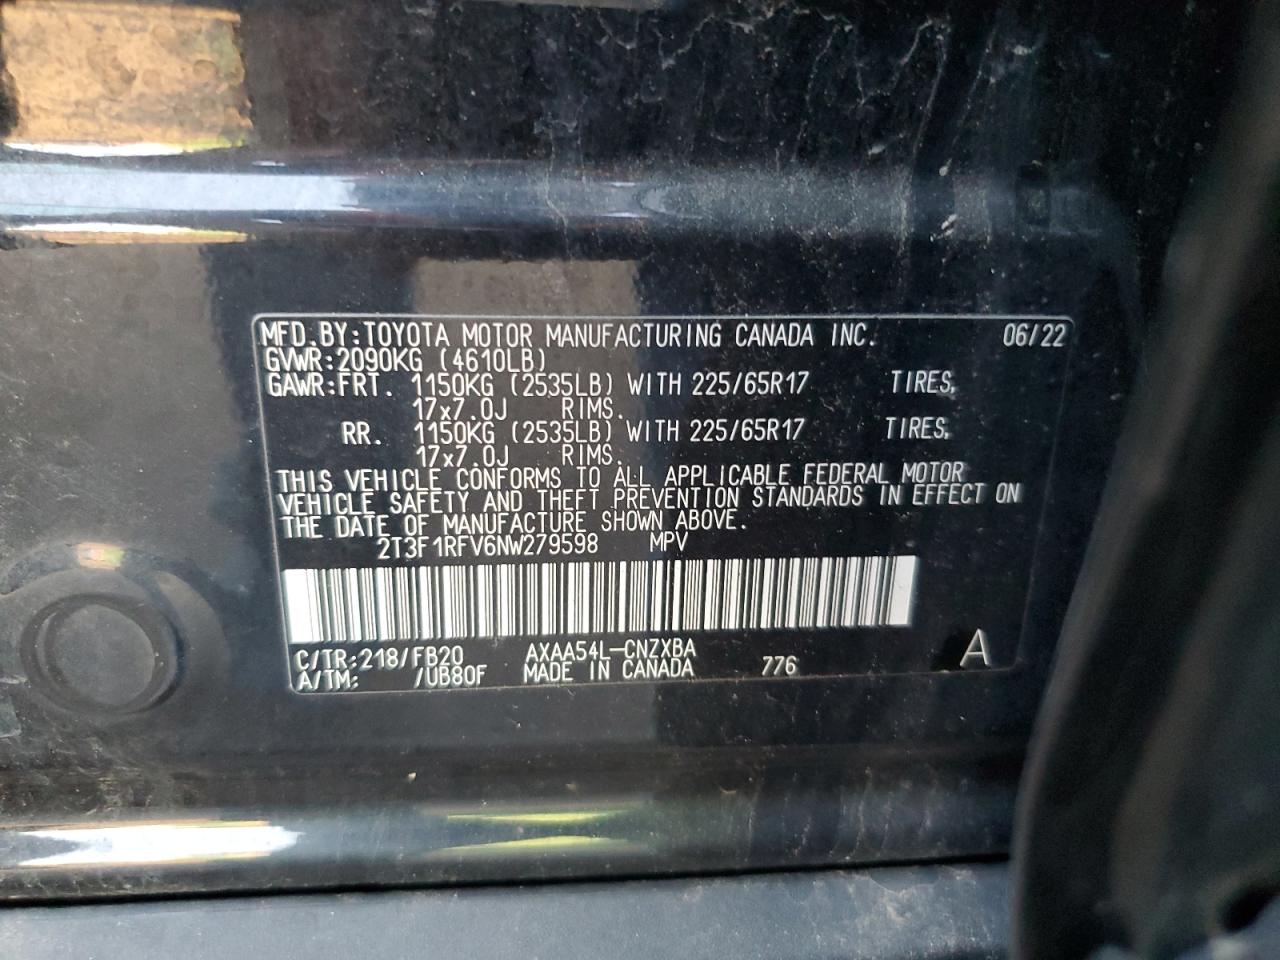 MFD.BY:TOYOTA MOTOR MANUFACTURING CANADA INC. 06/22
GVWR:2090KG (4610LB)
GAWR:FRT. 1150KG (2535LB) WITH 225/65R17 TIRES,
17x7.0J RIMS.
RR. 1150KG (2535LB) WITH 225/65R17 TIRES,
17x7.0J RIMS.
THIS VEHICLE CONFORMS TO ALL APPLICABLE FEDERAL MOTOR
VEHICLE SAFETY AND THEFT PREVENTION STANDARDS IN EFFECT ON
THE DATE OF MANUFACTURE SHOWN ABOVE.
2T3F1RFV6NW279598 MPV
C/TR:218/FB20 AXAA54L-CNZXBA
A/TM: /UB80F MADE IN CANADA 776 A